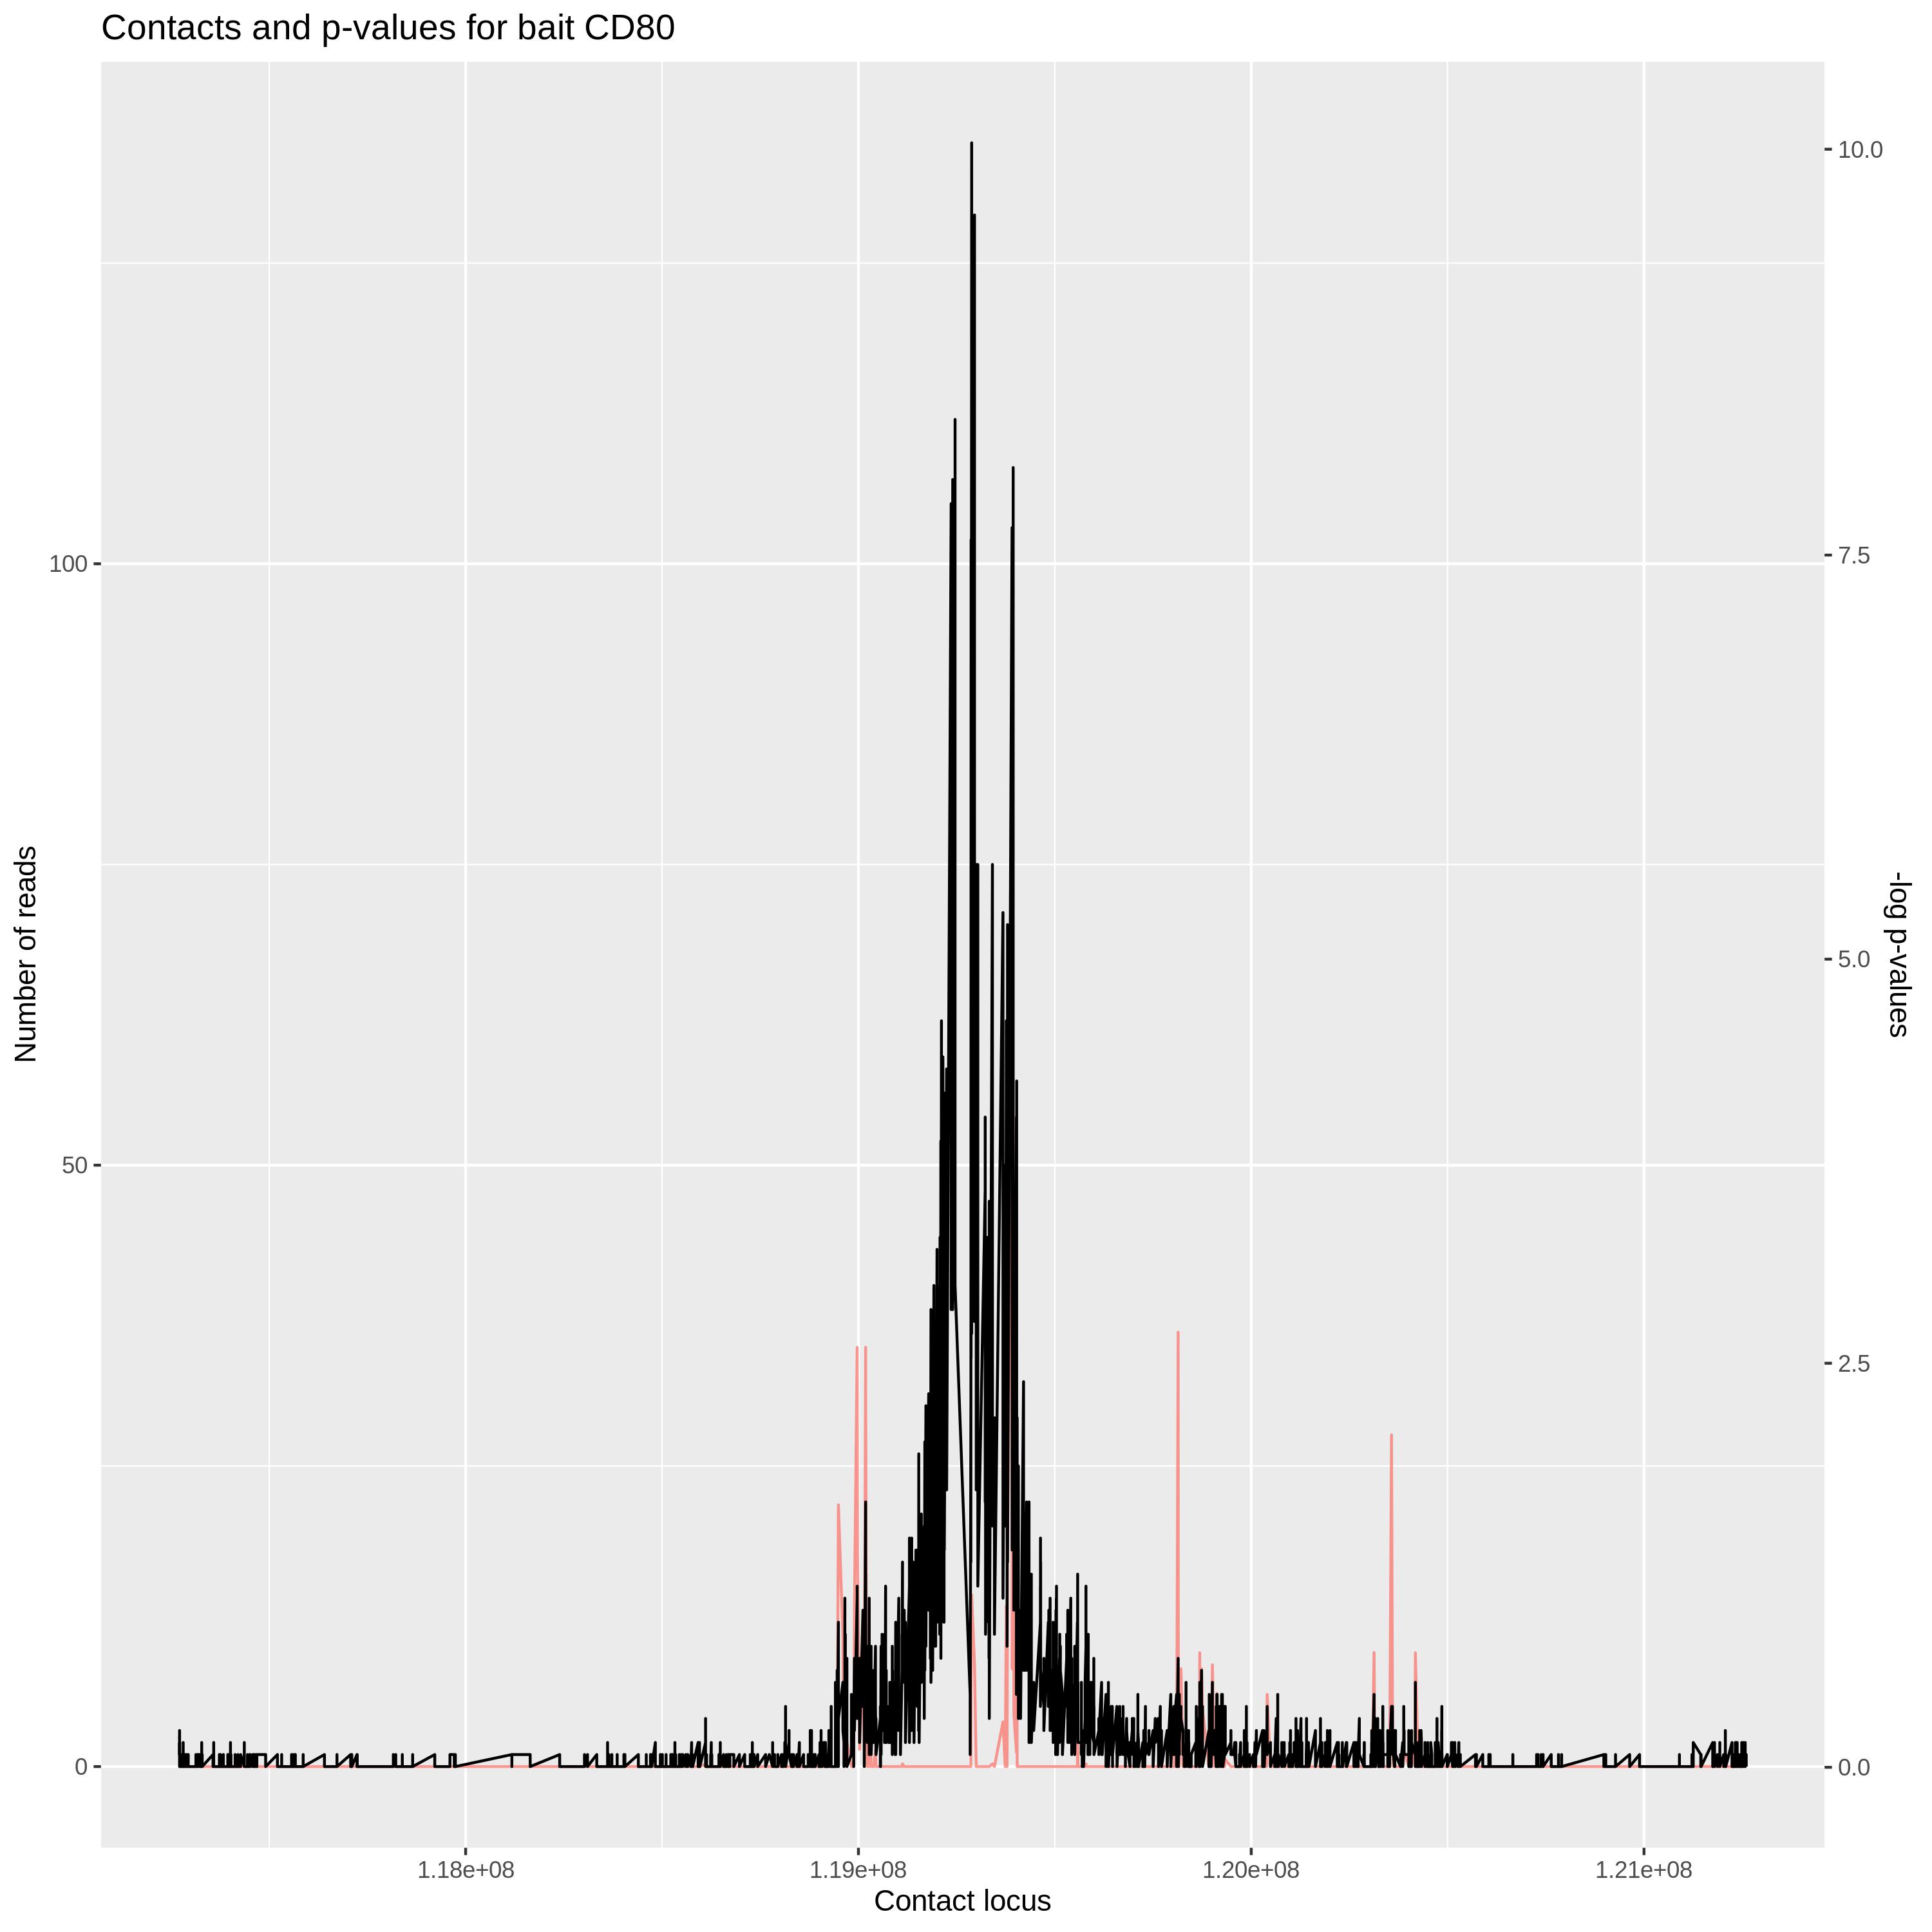 Contacts and p-values for bait CD80
Number of reads
100
50
0
10.0
7.5
5.0
2.5
0.0
-log p-values
1.18e+08
1.19e+08
1.20e+08
1.21e+08
Contact locus